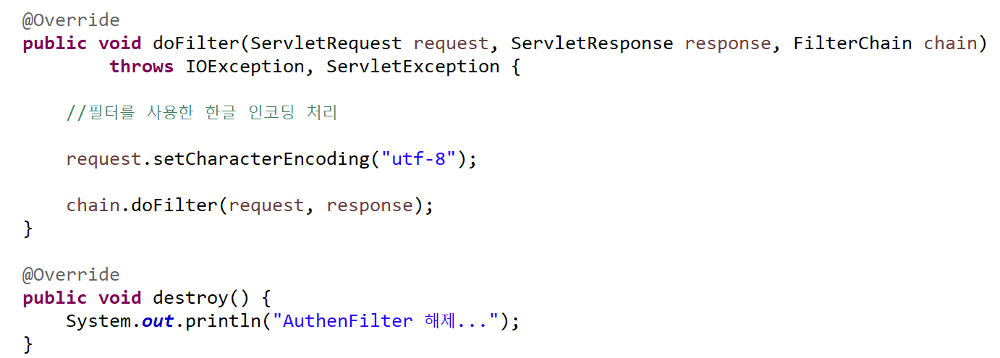 @Override
public void doFilter(ServletRequest request, ServletResponse response, FilterChain chain)
throws IOException, ServletException {
//필터를 사용한 한글 인코딩 처리
request.setCharacterEncoding("utf-8");
chain.doFilter(request, response);
}
@Override
public void destroy() {
System.out.println("AuthenFilter 해제...");
}